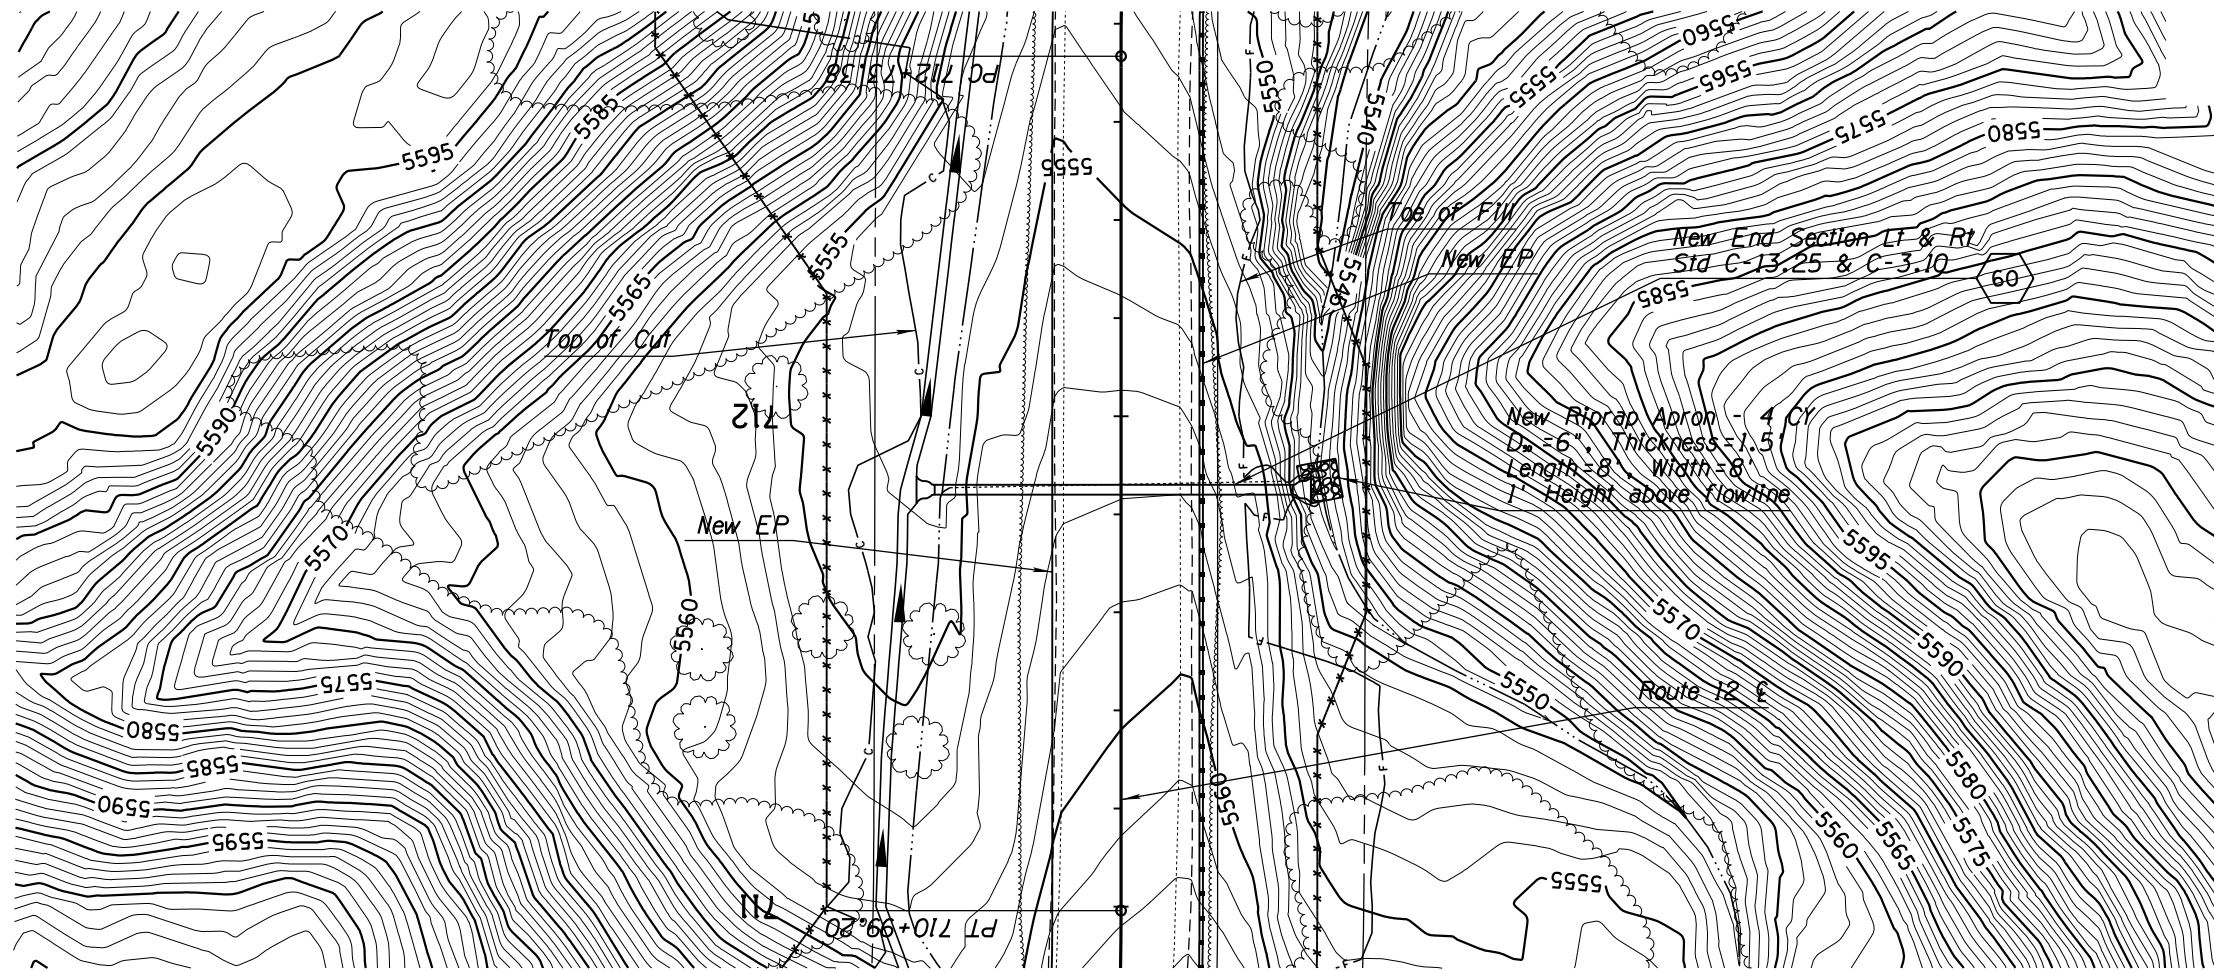 5560
5565
5555
5550
5540
5575
5580
5585
5595
PC 712+73.38
5555
Toe of Fill
New EP
New End Section Lt & Rt
Std C-13.25 & C-3.10
60
5585
5546
5555
5565
Top of Cut
712
5590
New Riprap Apron - 4 CY
D₅₀=6", Thickness=1.5'
Length=8', Width=8'
1' Height above flowline
New EP
5570
5595
5570
5590
5560
5575
5580
5550
Route 12 ℄
5585
5590
5595
5560
5580
5560
5565
5575
5555
711
PT 710+99.20
C
C
C
C
F
F
F
F
F
F
F